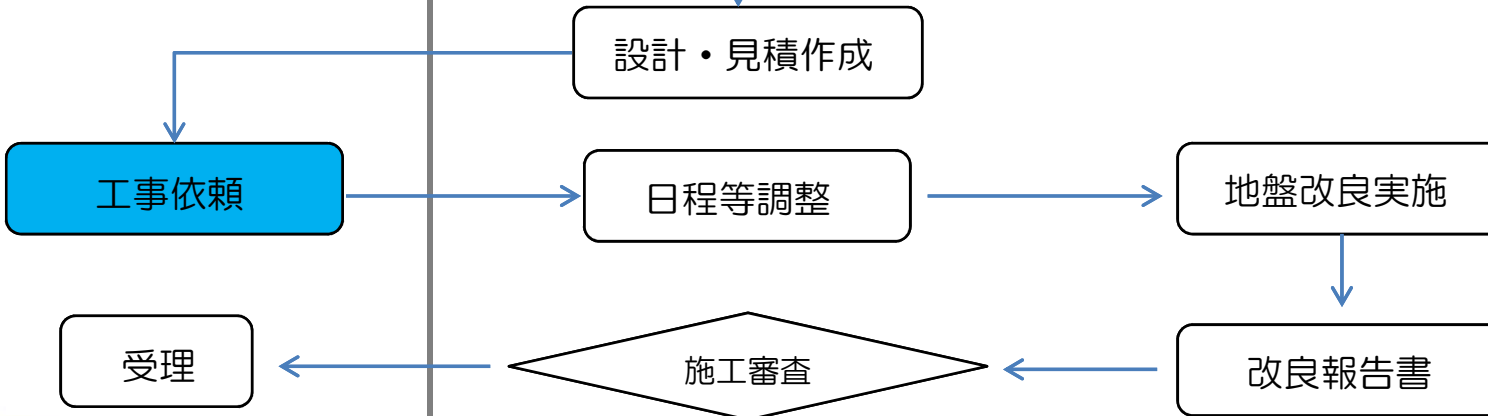 設計・見積作成
工事依頼
日程等調整
地盤改良実施
受理
施工審査
改良報告書